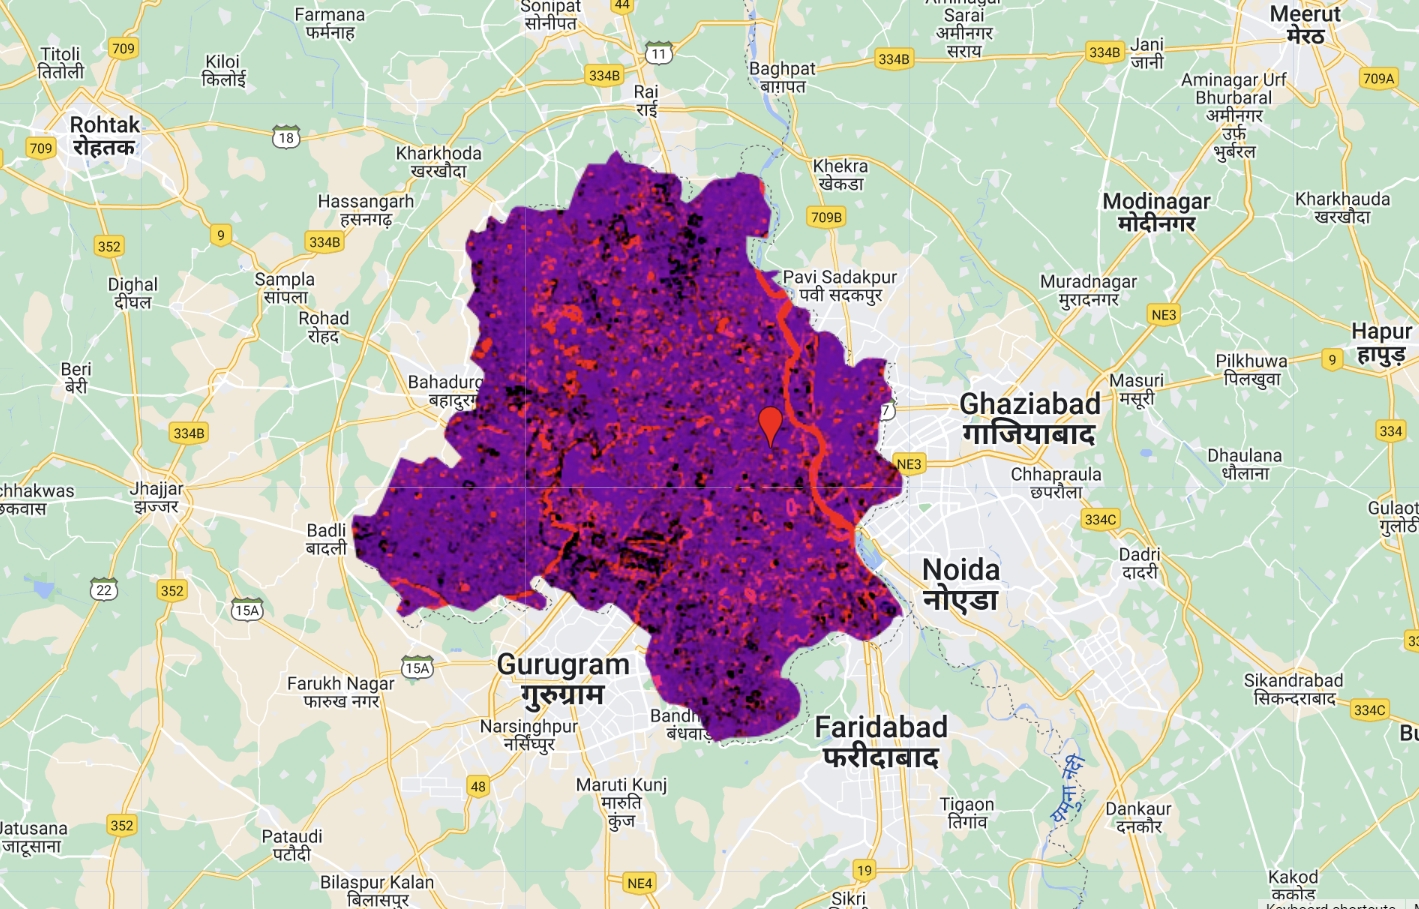 Farmana
फर्मनाह
Sonipat
सोनीपत
44
Sarai
अमीनगर
सराय
Meerut
मेरठ
709
Titoli
तितोली
Kiloi
किलोई
11
334B
Baghpat
बाग़पत
334B
334B
Jani
जानी
709A
Rai
राई
Aminagar Urf
Bhurbaral
अमीनगर
उर्फ़
भुर्बरल
Rohtak
रोहतक
709
18
Kharkhoda
खरखौदा
Khekra
खेकडा
Hassangarh
हसनगढ़
709B
Modinagar
मोदीनगर
Kharkhauda
खरखौदा
9
334B
352
Dighal
दीघल
Sampla
सांपला
Pavi Sadakpur
पवी सदकपुर
Muradnagar
मुरादनगर
Rohad
रोहद
NE3
Hapur
हापुड़
9
Beri
बेरी
Pilkhuwa
पिलखुवा
Masuri
मसूरी
Bahadurg
बहादुरग
Ghaziabad
गाजियाबाद
7
334B
334
NE3
Dhaulana
धौलाना
Chhapraula
छपरौला
chhakwas
छकवास
Jhajjar
झज्जर
Badli
बादली
334C
Gulaot
गुलोठी
Dadri
दादरी
Noida
नोएडा
22
352
15A
15A
Gurugram
गुरुग्राम
Farukh Nagar
फारुख नगर
Narsinghpur
नर्सिंघ्पुर
Bandh
बंधवाड़
Faridabad
फरीदाबाद
Sikandrabad
सिकन्दराबाद
334C
Bu
48
Maruti Kunj
मारुति
कुंज
यमुना नदी
Tigaon
तिगांव
Dankaur
दनकौर
Jatusana
जाटूसाना
352
Pataudi
पटौदी
Bilaspur Kalan
बिलासपुर
NE4
19
Sikri
Kakod
ककोड़
Keyboard shortcuts